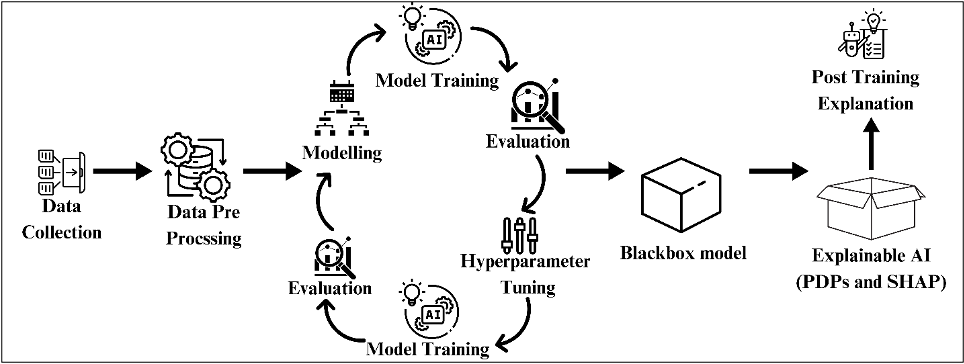 Data
Collection
Data Pre
Procssing
Modelling
AI
Model Training
Evaluation
Hyperparameter
Tuning
AI
Model Training
Evaluation
Blackbox model
Explainable AI
(PDPs and SHAP)
Post Training
Explanation